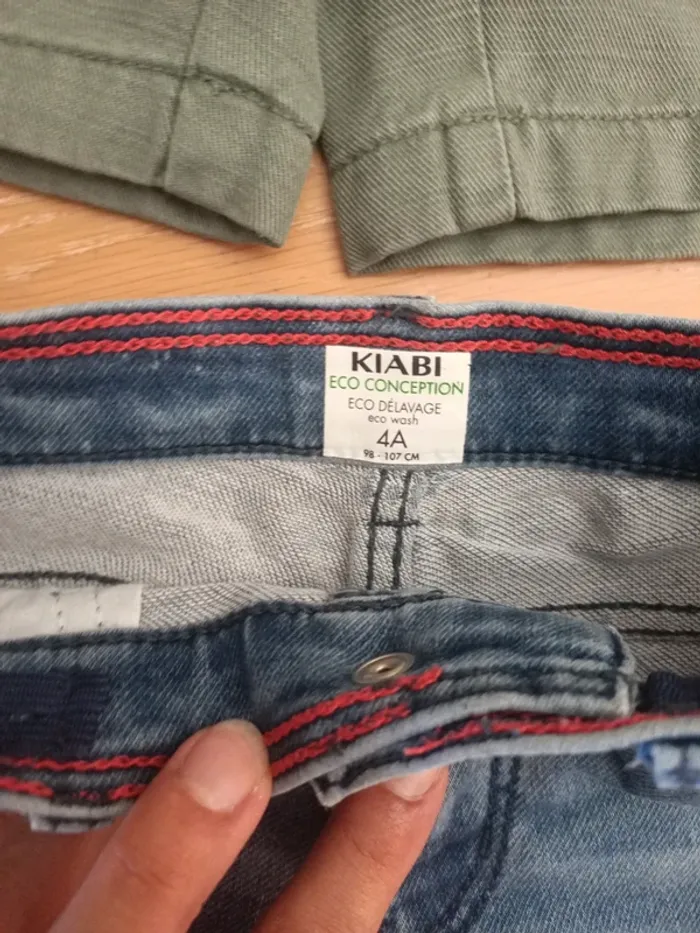 KIABI
ECO CONCEPTION
ECO DÉLAVAGE
eco wash
4A
98 - 107 CM